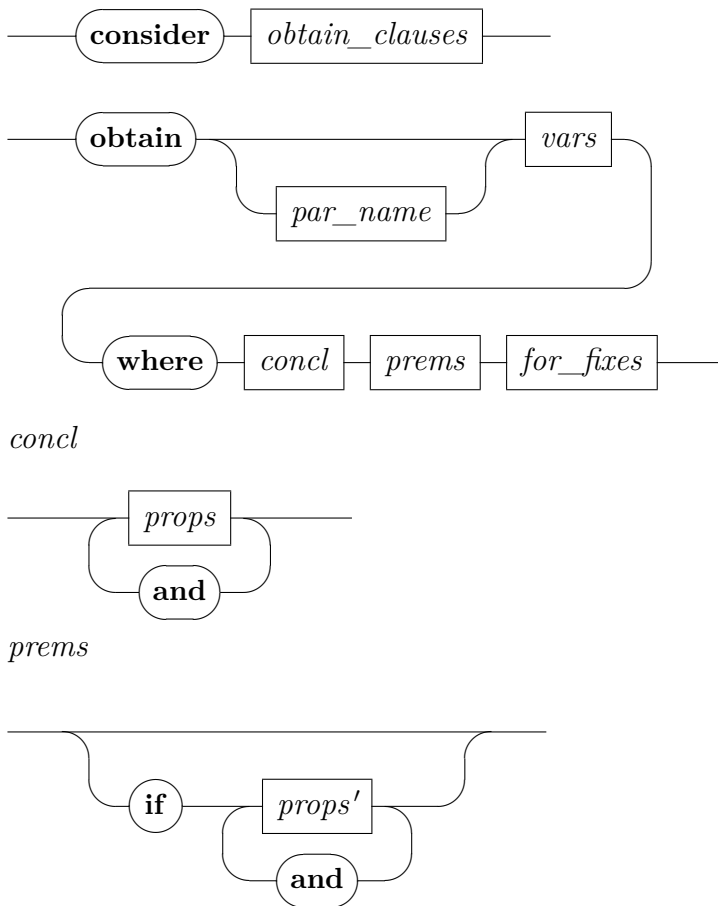 consider obtain_clauses
obtain vars
par_name
where concl prems for_fixes
concl
props
and
prems
if props'
and